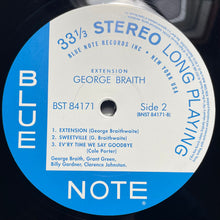 33⅓ STEREO LONG PLAYING
BLUE NOTE RECORDS INC • NEW YORK USA
EXTENSION
GEORGE BRAITH
BST 84171
Side 2
(BNST 84171-B)
1. EXTENSION (George Braithwaite)
2. SWEETVILLE (G. Braithwaite)
3. EV'RY TIME WE SAY GOODBYE
(Cole Porter)
George Braith, Grant Green,
Billy Gardner, Clarence Johnston.
BLUE
NOTE